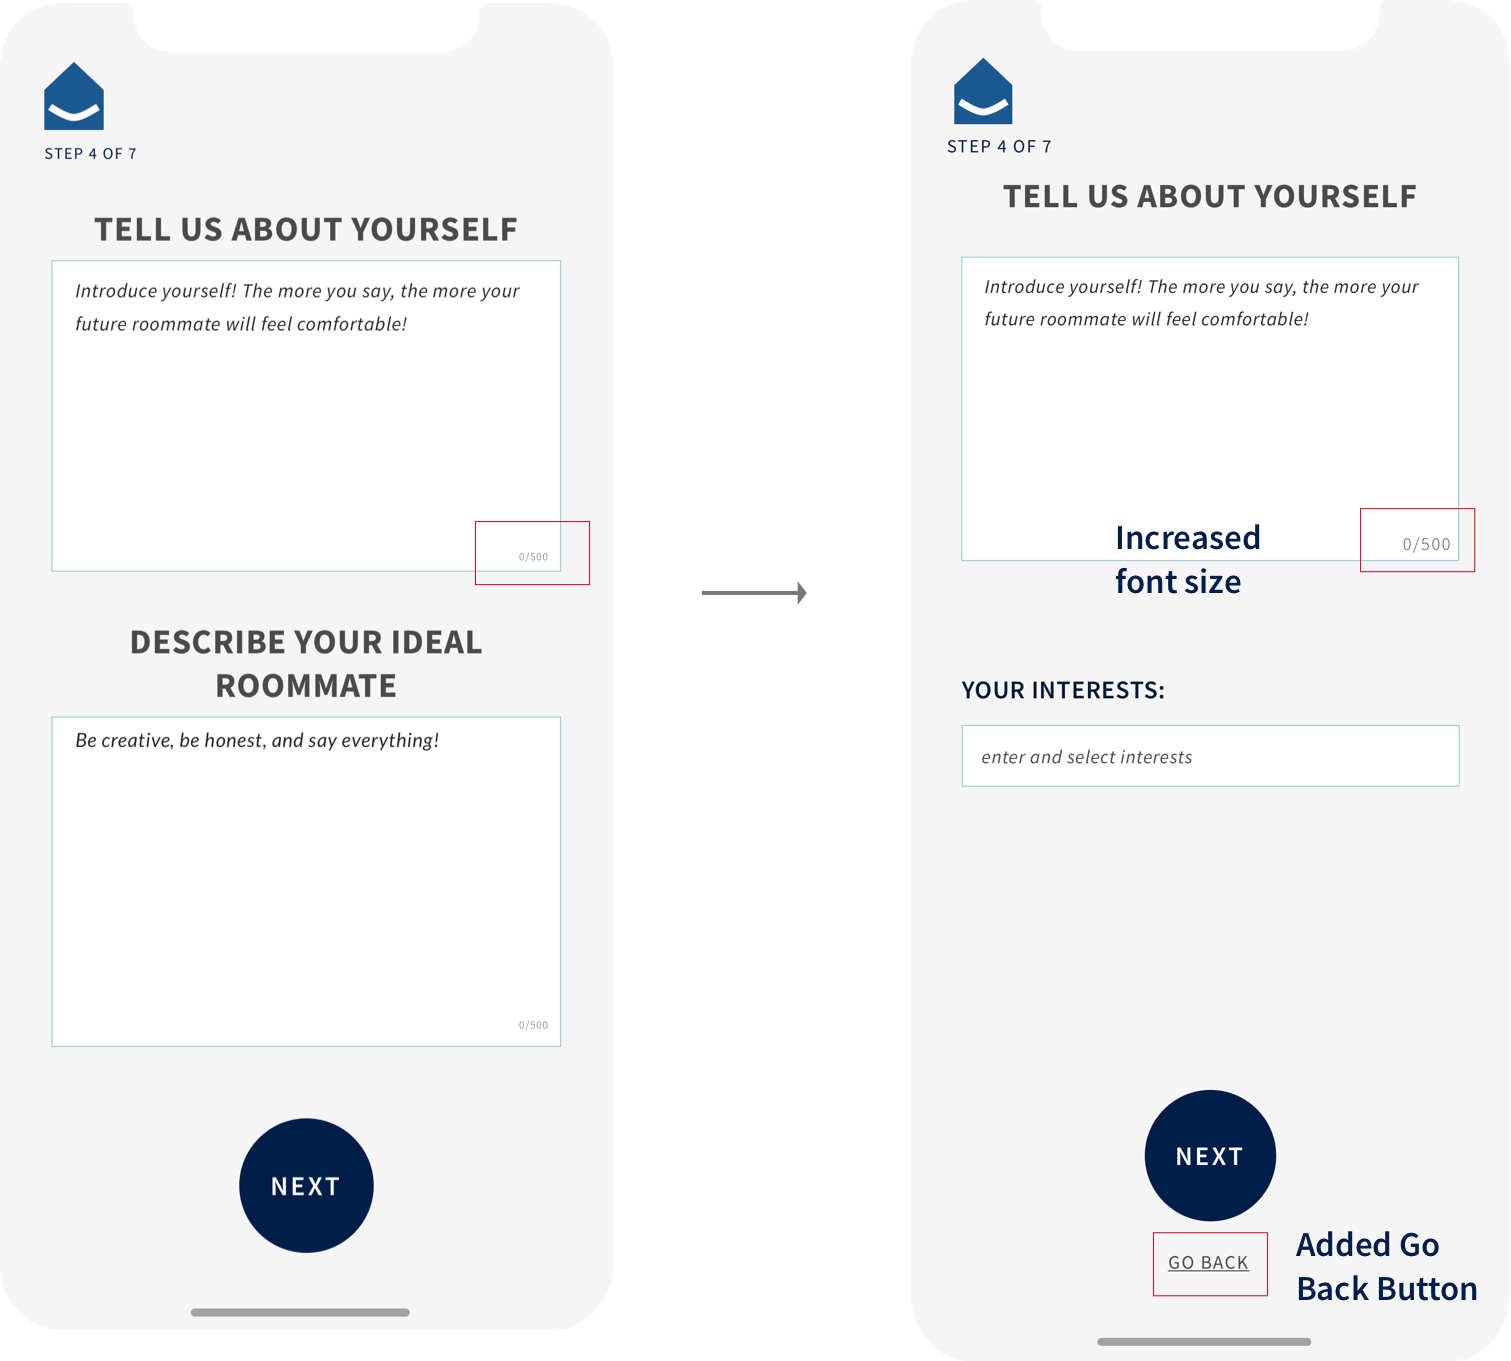 STEP 4 OF 7
TELL US ABOUT YOURSELF
Introduce yourself! The more you say, the more your
future roommate will feel comfortable!
0/500
DESCRIBE YOUR IDEAL
ROOMMATE
Be creative, be honest, and say everything!
0/500
NEXT
STEP 4 OF 7
TELL US ABOUT YOURSELF
Introduce yourself! The more you say, the more your
future roommate will feel comfortable!
Increased
font size
0/500
YOUR INTERESTS:
enter and select interests
NEXT
GO BACK
Added Go
Back Button